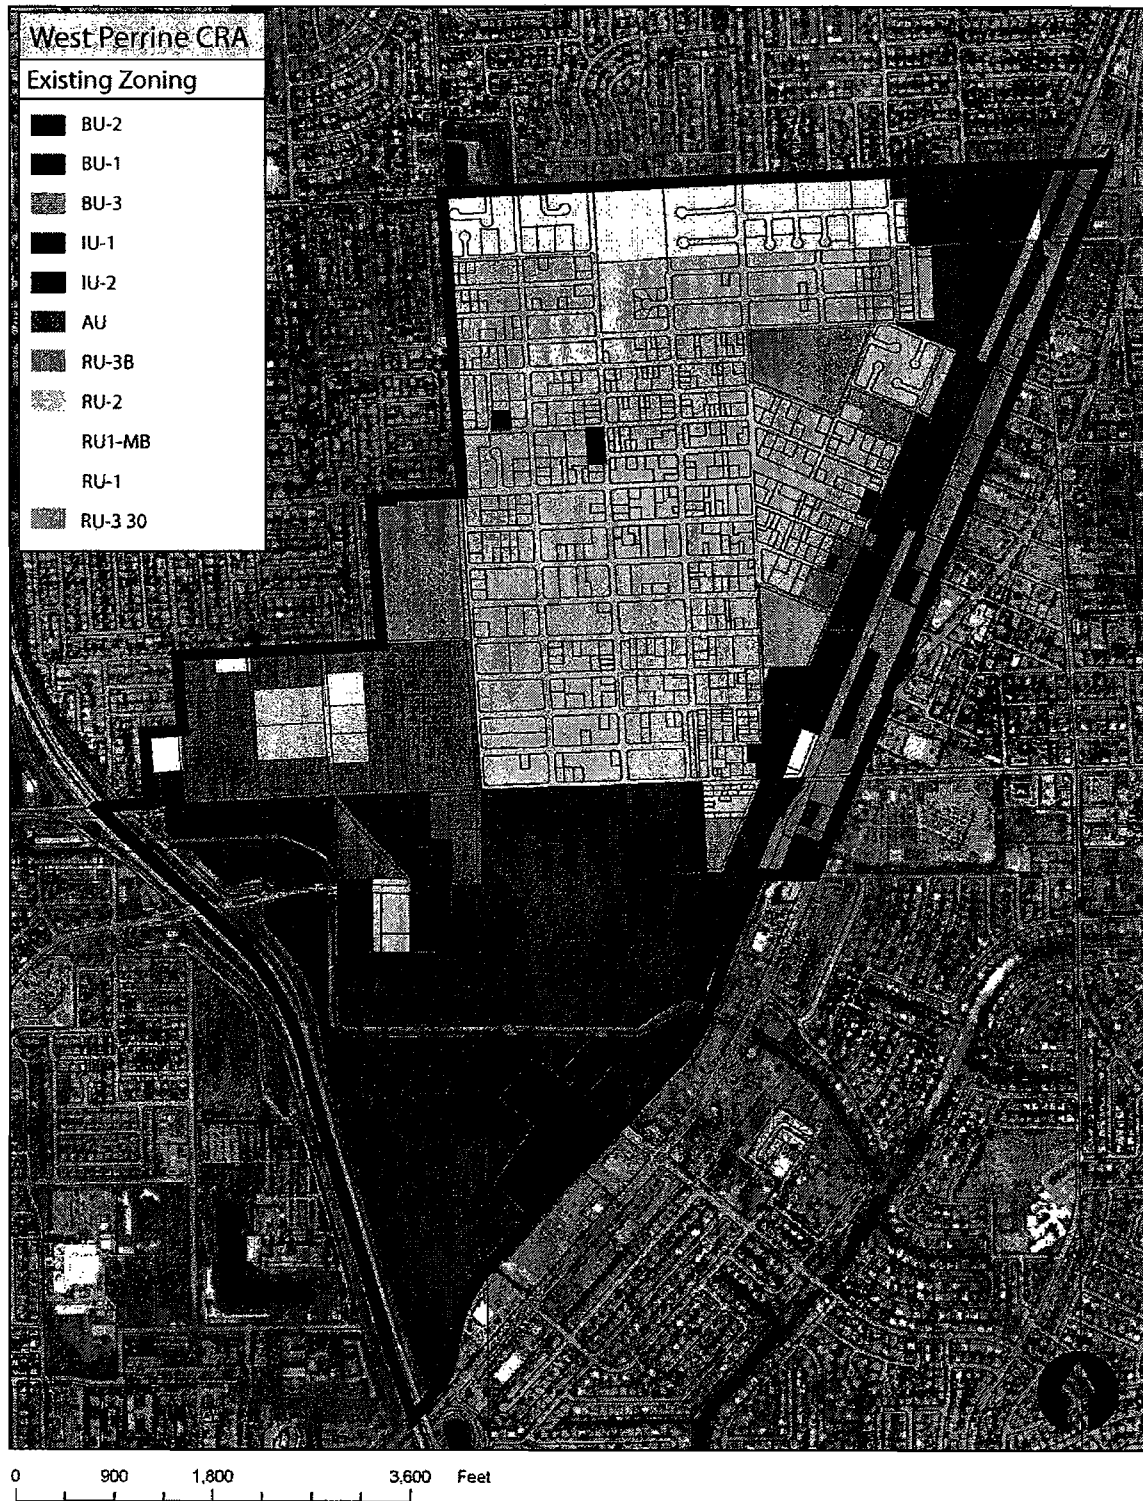 West Perrine CRA
Existing Zoning
BU-2
BU-1
BU-3
IU-1
IU-2
AU
RU-3B
RU-2
RU1-MB
RU-1
RU-3 30
0 900 1,800 3,600 Feet